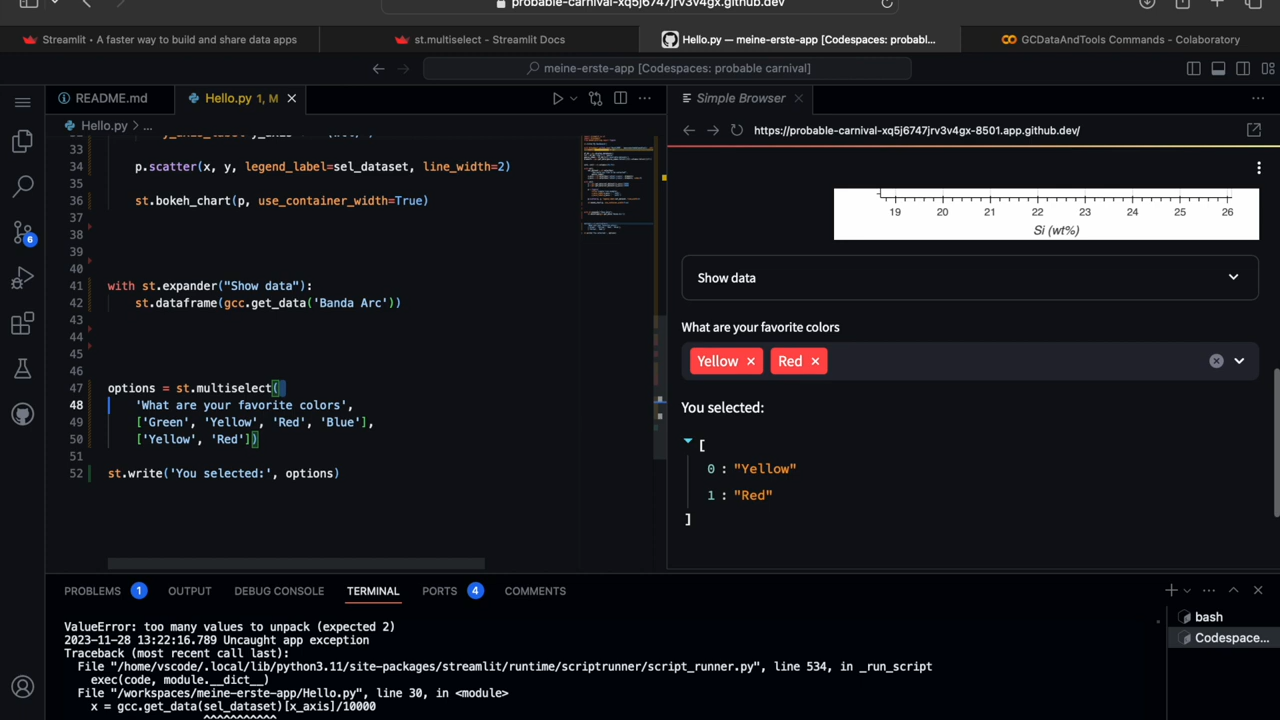 probable-carnival-xq5j6747jrv3v4gx.github.dev
Streamlit • A faster way to build and share data apps
st.multiselect - Streamlit Docs
Hello.py — meine-erste-app [Codespaces: probabl...
GCDataAndTools Commands - Colaboratory
meine-erste-app [Codespaces: probable carnival]
README.md
Hello.py 1, M
Hello.py > ...
33
34 p.scatter(x, y, legend_label=sel_dataset, line_width=2)
35
36 st.bokeh_chart(p, use_container_width=True)
37
38
39
40
41 with st.expander("Show data"):
42 st.dataframe(gcc.get_data('Banda Arc'))
43
44
45
46
47 options = st.multiselect(
48 'What are your favorite colors',
49 ['Green', 'Yellow', 'Red', 'Blue'],
50 ['Yellow', 'Red'])
51
52 st.write('You selected:', options)
Simple Browser
https://probable-carnival-xq5j6747jrv3v4gx-8501.app.github.dev/
19 20 21 22 23 24 25 26
Si (wt%)
Show data
What are your favorite colors
Yellow × Red ×
You selected:
[
0 : "Yellow"
1 : "Red"
]
6
PROBLEMS 1 OUTPUT DEBUG CONSOLE TERMINAL PORTS 4 COMMENTS
ValueError: too many values to unpack (expected 2)
2023-11-28 13:22:16.789 Uncaught app exception
Traceback (most recent call last):
File "/home/vscode/.local/lib/python3.11/site-packages/streamlit/runtime/scriptrunner/script_runner.py", line 534, in _run_script
exec(code, module.__dict__)
File "/workspaces/meine-erste-app/Hello.py", line 30, in <module>
x = gcc.get_data(sel_dataset)[x_axis]/10000
^^^^^^^^^^^
bash
Codespace...